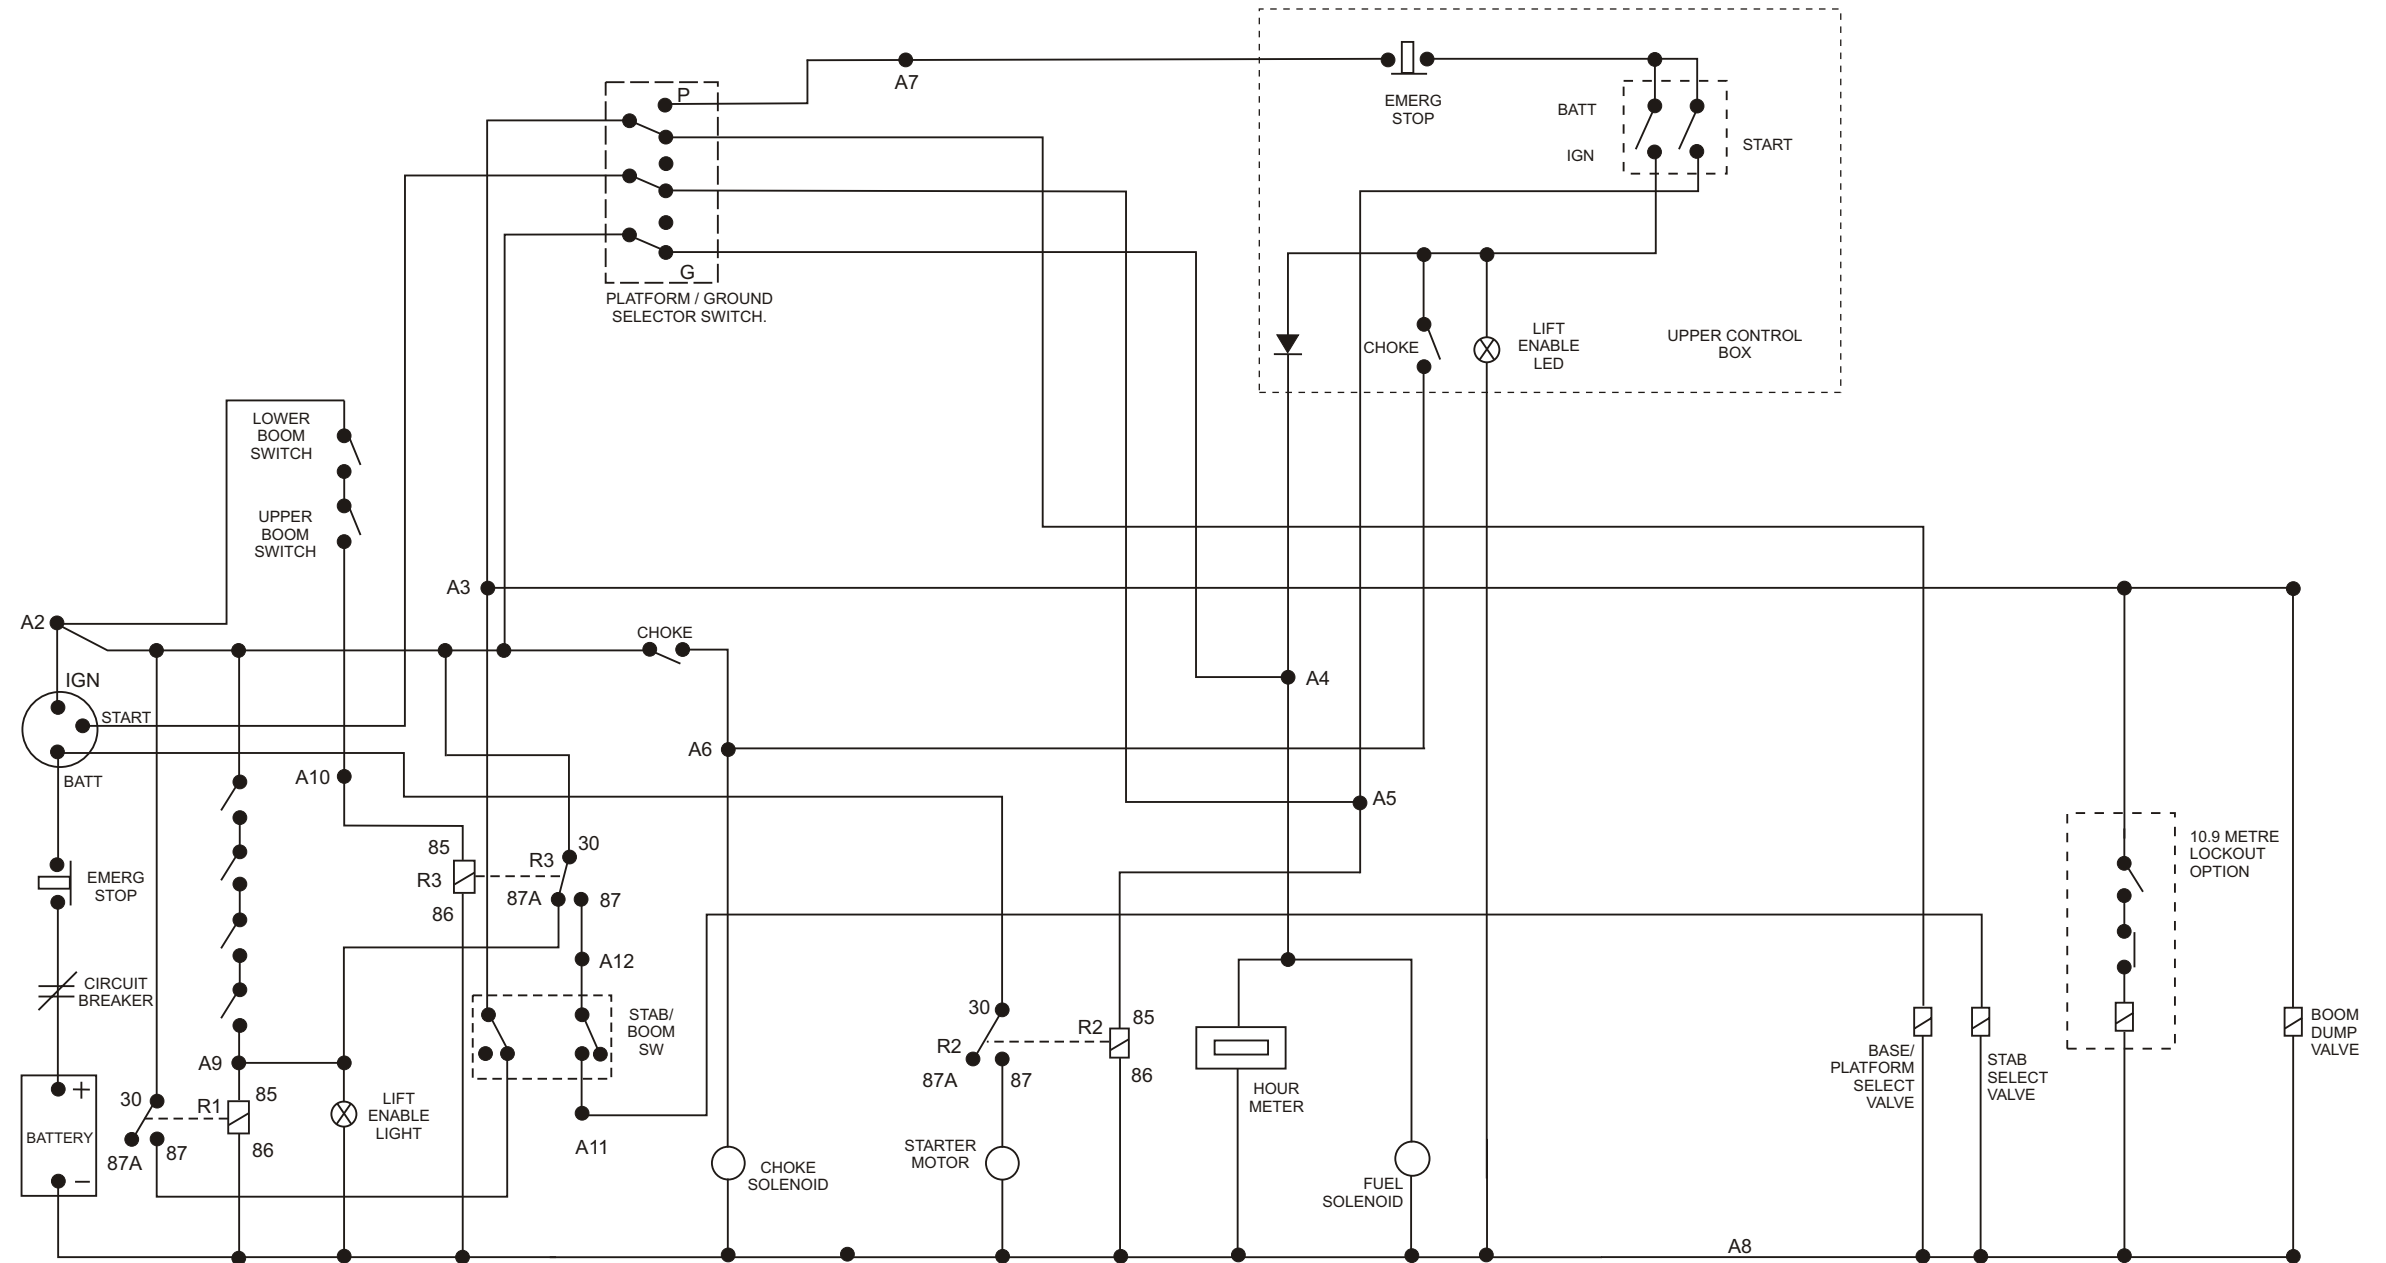 A7
P
EMERG
STOP
BATT
IGN
START
G
PLATFORM / GROUND
SELECTOR SWITCH.
CHOKE
LIFT
ENABLE
LED
UPPER CONTROL
BOX
LOWER
BOOM
SWITCH
UPPER
BOOM
SWITCH
A3
A2
CHOKE
IGN
START
BATT
A4
A6
A10
A5
10.9 METRE
LOCKOUT
OPTION
85
R3
86
R3
30
87A
87
EMERG
STOP
A12
CIRCUIT
BREAKER
STAB/
BOOM
SW
30
R2
87A
87
R2
85
86
BASE/
PLATFORM
SELECT
VALVE
STAB
SELECT
VALVE
BOOM
DUMP
VALVE
A9
+
BATTERY
−
30
R1
85
86
87A
87
LIFT
ENABLE
LIGHT
A11
HOUR
METER
CHOKE
SOLENOID
STARTER
MOTOR
FUEL
SOLENOID
A8